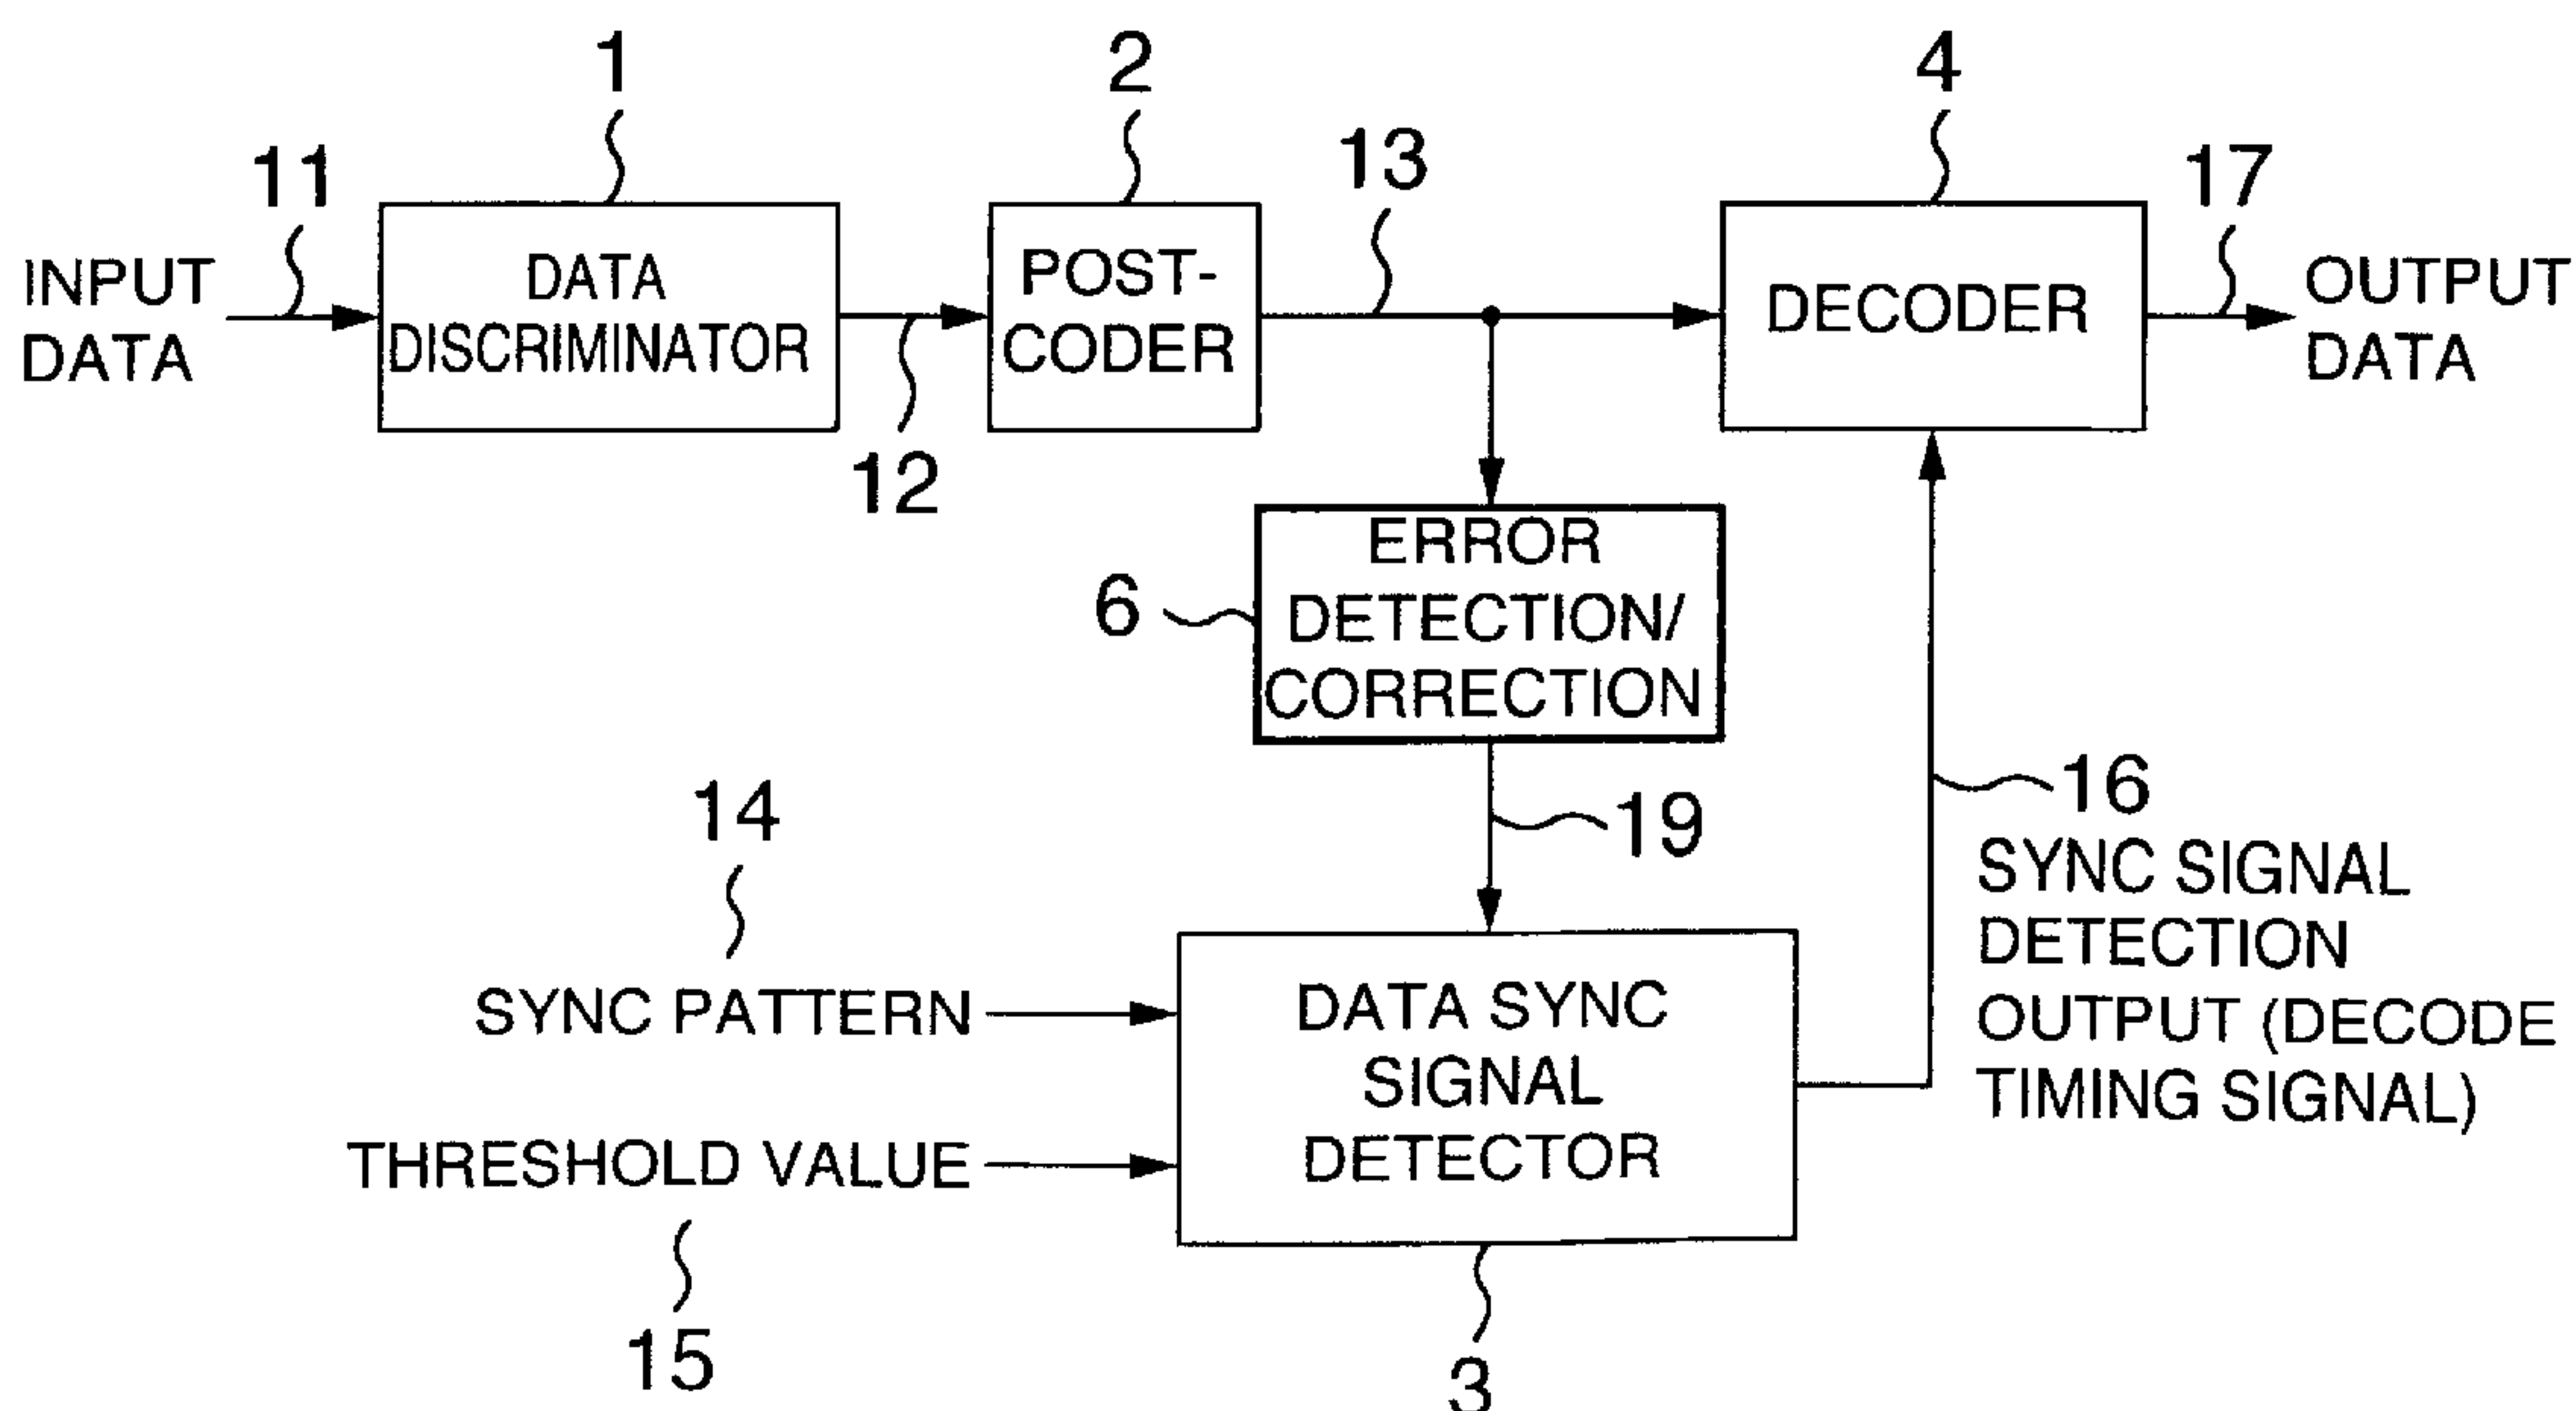 1
2
4
11
13
17
INPUT
DATA
DATA
DISCRIMINATOR
POST-
CODER
DECODER
OUTPUT
DATA
12
6
ERROR
DETECTION/
CORRECTION
14
19
16
SYNC SIGNAL
DETECTION
OUTPUT (DECODE
TIMING SIGNAL)
SYNC PATTERN
THRESHOLD VALUE
DATA SYNC
SIGNAL
DETECTOR
15
3